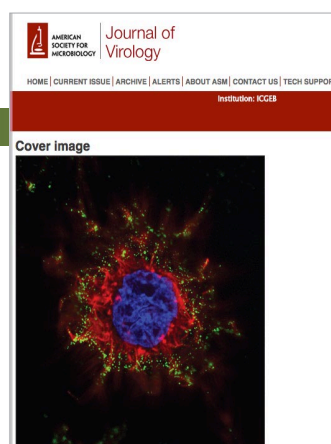 AMERICAN
SOCIETY FOR
MICROBIOLOGY
Journal of
Virology
HOME | CURRENT ISSUE | ARCHIVE | ALERTS | ABOUT ASM | CONTACT US | TECH SUPPOR
Institution: ICGEB
Cover image